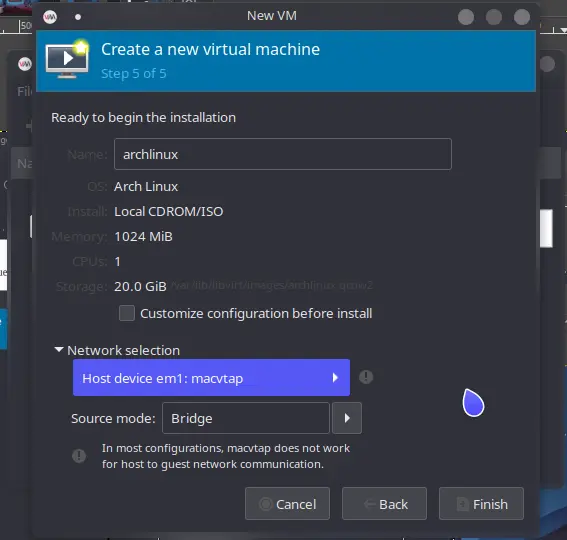 New VM
Create a new virtual machine
Step 5 of 5
Ready to begin the installation
Name: archlinux
OS: Arch Linux
Install: Local CDROM/ISO
Memory: 1024 MiB
CPUs: 1
Storage: 20.0 GiB /var/lib/libvirt/images/archlinux.qcow2
Customize configuration before install
Network selection
Host device em1: macvtap
Source mode: Bridge
In most configurations, macvtap does not work
for host to guest network communication.
Cancel Back Finish